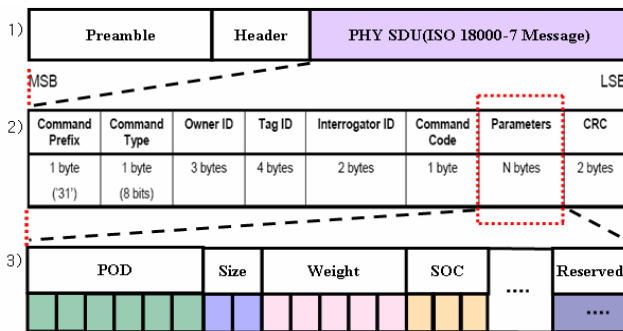 1) Preamble Header PHY SDU(ISO 18000-7 Message)
MSB LSB
2) Command Prefix Command Type Owner ID Tag ID Interrogator ID Command Code Parameters CRC
1 byte ('31') 1 byte (8 bits) 3 bytes 4 bytes 2 bytes 1 byte N bytes 2 bytes
3) POD Size Weight SOC .... Reserved
....